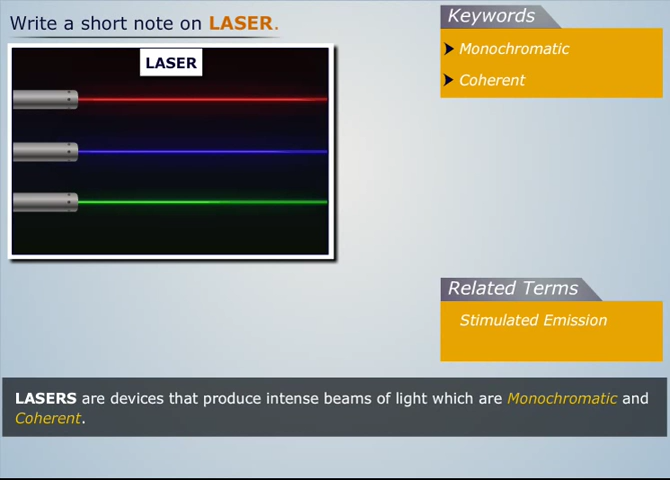 Write a short note on LASER.
LASER
Keywords
Monochromatic
Coherent
Related Terms
Stimulated Emission
LASERS are devices that produce intense beams of light which are Monochromatic and
Coherent.